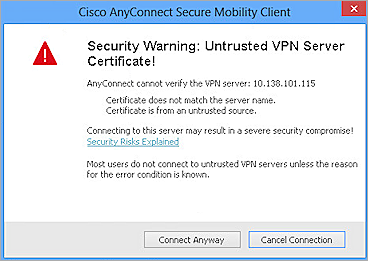 Cisco AnyConnect Secure Mobility Client
Security Warning: Untrusted VPN Server
Certificate!
AnyConnect cannot verify the VPN server: 10.138.101.115
Certificate does not match the server name.
Certificate is from an untrusted source.
Connecting to this server may result in a severe security compromise!
Security Risks Explained
Most users do not connect to untrusted VPN servers unless the reason
for the error condition is known.
Connect Anyway
Cancel Connection